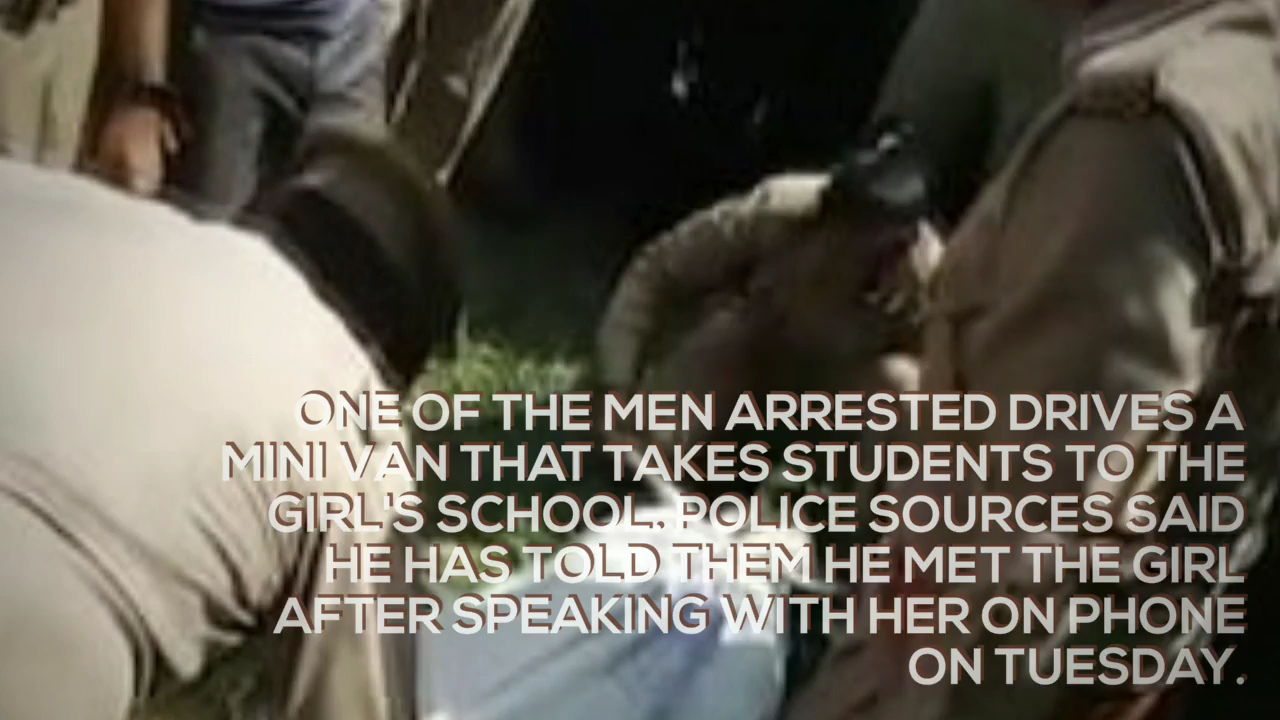 ONE OF THE MEN ARRESTED DRIVES A
MINI VAN THAT TAKES STUDENTS TO THE
GIRL'S SCHOOL. POLICE SOURCES SAID
HE HAS TOLD THEM HE MET THE GIRL
AFTER SPEAKING WITH HER ON PHONE
ON TUESDAY.